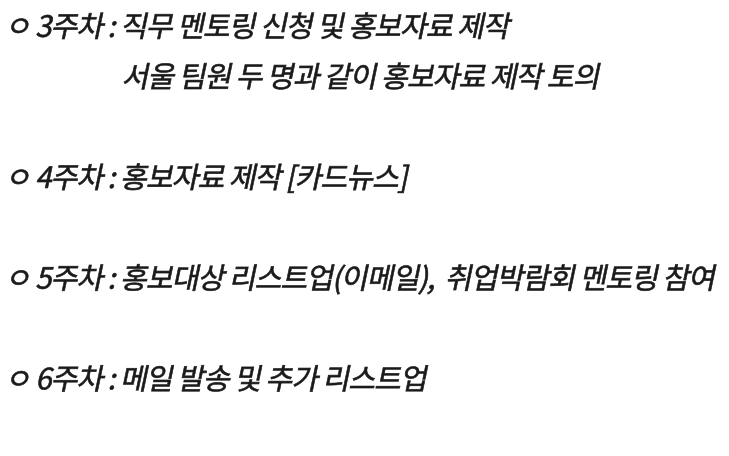 ㅇ 3주차 : 직무 멘토링 신청 및 홍보자료 제작
서울 팀원 두 명과 같이 홍보자료 제작 토의
ㅇ 4주차 : 홍보자료 제작 [카드뉴스]
ㅇ 5주차 : 홍보대상 리스트업(이메일), 취업박람회 멘토링 참여
ㅇ 6주차 : 메일 발송 및 추가 리스트업